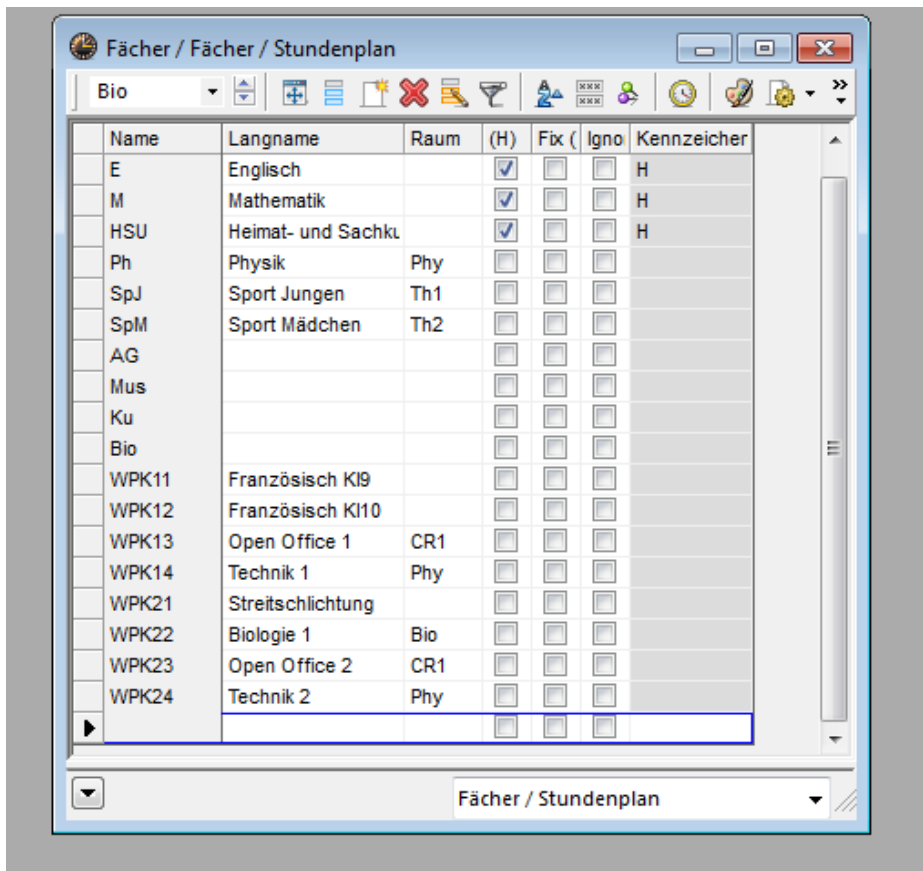 Fächer / Fächer / Stundenplan
Bio
Name Langname Raum (H) Fix ( Igno Kennzeicher
E Englisch H
M Mathematik H
HSU Heimat- und Sachku H
Ph Physik Phy
SpJ Sport Jungen Th1
SpM Sport Mädchen Th2
AG
Mus
Ku
Bio
WPK11 Französisch Kl9
WPK12 Französisch Kl10
WPK13 Open Office 1 CR1
WPK14 Technik 1 Phy
WPK21 Streitschlichtung
WPK22 Biologie 1 Bio
WPK23 Open Office 2 CR1
WPK24 Technik 2 Phy
Fächer / Stundenplan